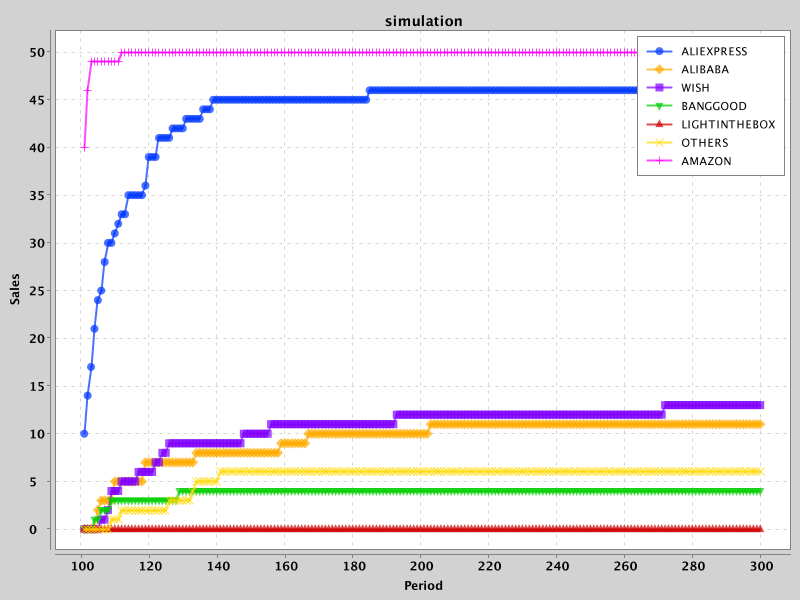 simulation
50
45
40
35
30
25
20
15
10
5
0
Sales
ALIEXPRESS
ALIBABA
WISH
BANGGOOD
LIGHTINTHEBOX
OTHERS
AMAZON
100 120 140 160 180 200 220 240 260 280 300
Period